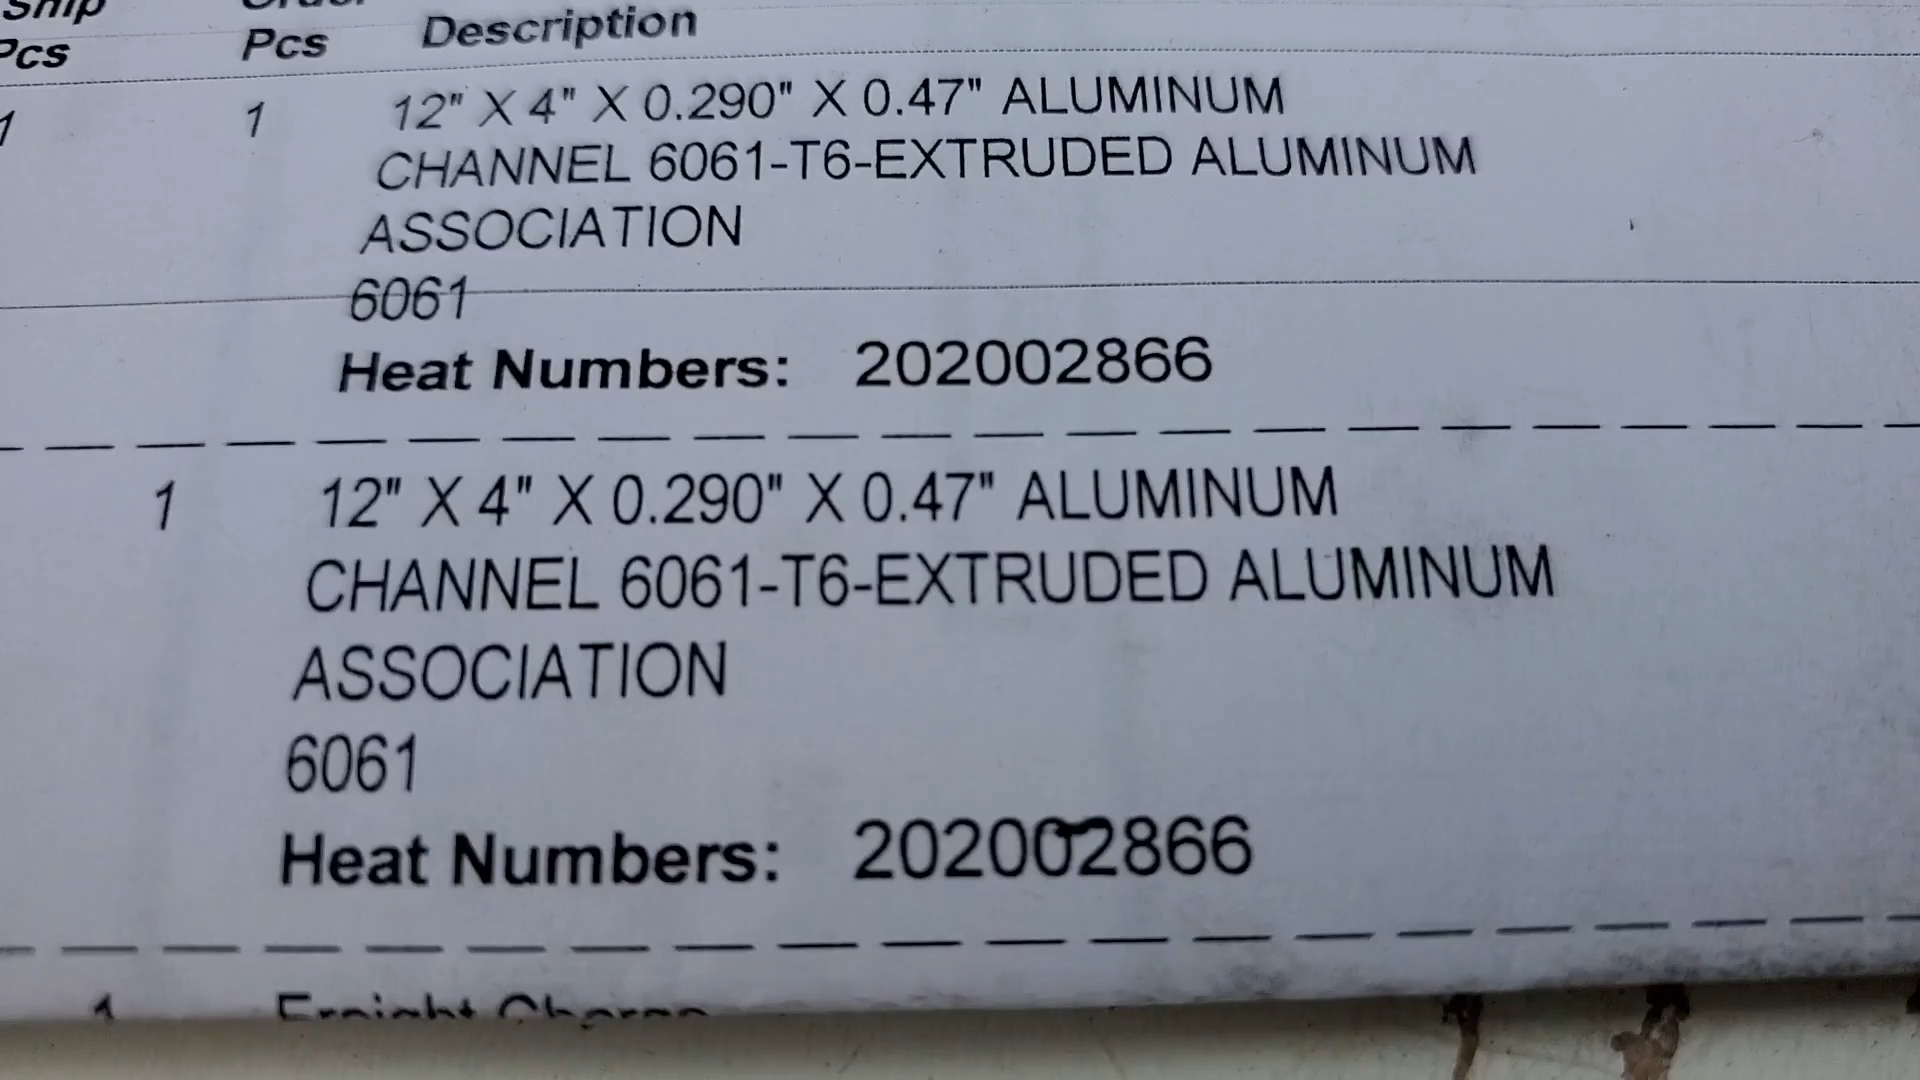 Ship
Pcs Pcs Description
1 1 12" X 4" X 0.290" X 0.47" ALUMINUM
CHANNEL 6061-T6-EXTRUDED ALUMINUM
ASSOCIATION
6061
Heat Numbers: 202002866
1 12" X 4" X 0.290" X 0.47" ALUMINUM
CHANNEL 6061-T6-EXTRUDED ALUMINUM
ASSOCIATION
6061
Heat Numbers: 202002866
1 Freight Charge